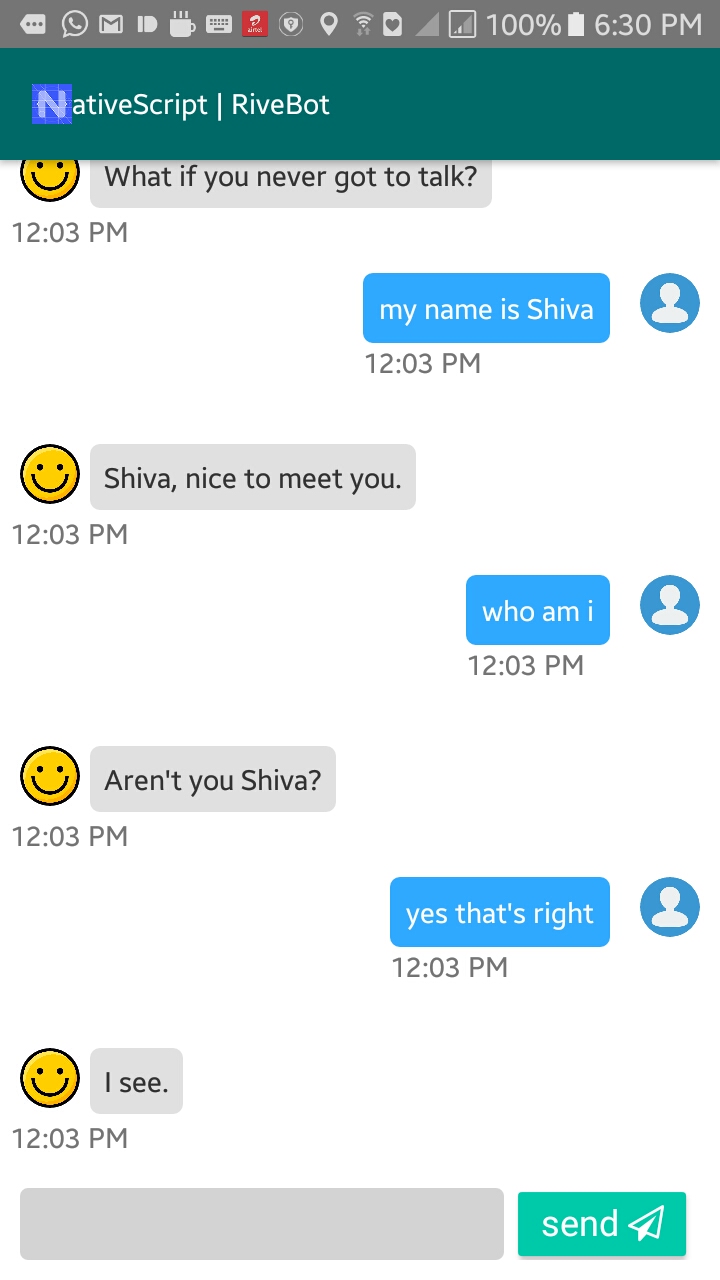 100% 6:30 PM
airtel
NativeScript | RiveBot
What if you never got to talk?
12:03 PM
my name is Shiva
12:03 PM
Shiva, nice to meet you.
12:03 PM
who am i
12:03 PM
Aren't you Shiva?
12:03 PM
yes that's right
12:03 PM
I see.
12:03 PM
send